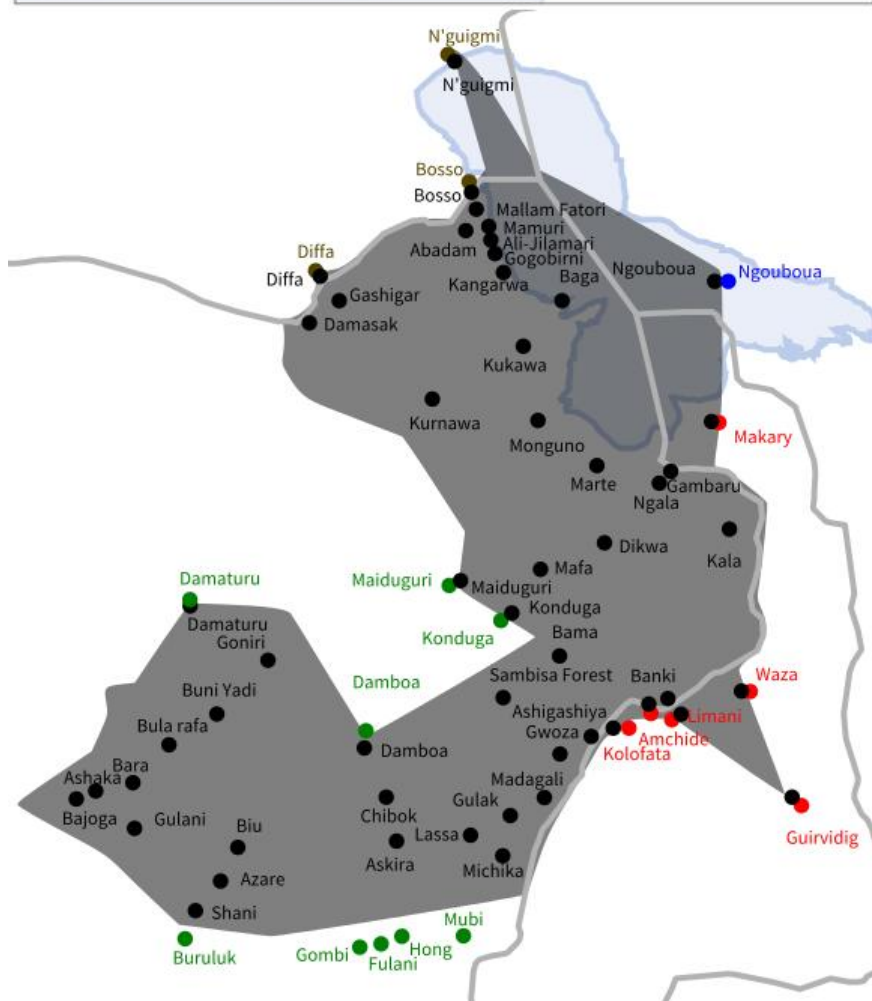 N'guigmi
N'guigmi
Bosso
Bosso
Mallam Fatori
Mamuri
Abadam
Ali-Jilamari
Gogobirni
Diffa
Diffa
Kangarwa
Baga
Ngouboua
Ngouboua
Gashigar
Damasak
Kukawa
Kurnawa
Monguno
Makary
Marte
Gambaru
Ngala
Dikwa
Kala
Damaturu
Maiduguri
Maiduguri
Mafa
Damaturu
Konduga
Konduga
Goniri
Bama
Damboa
Sambisa Forest
Banki
Waza
Buni Yadi
Ashigashiya
Limani
Bula rafa
Gwoza
Amchide
Damboa
Kolofata
Bara
Ashaka
Madagali
Bajoga
Gulani
Chibok
Gulak
Biu
Lassa
Guirvidig
Askira
Michika
Azare
Shani
Mubi
Buruluk
Gombi
Hong
Fulani